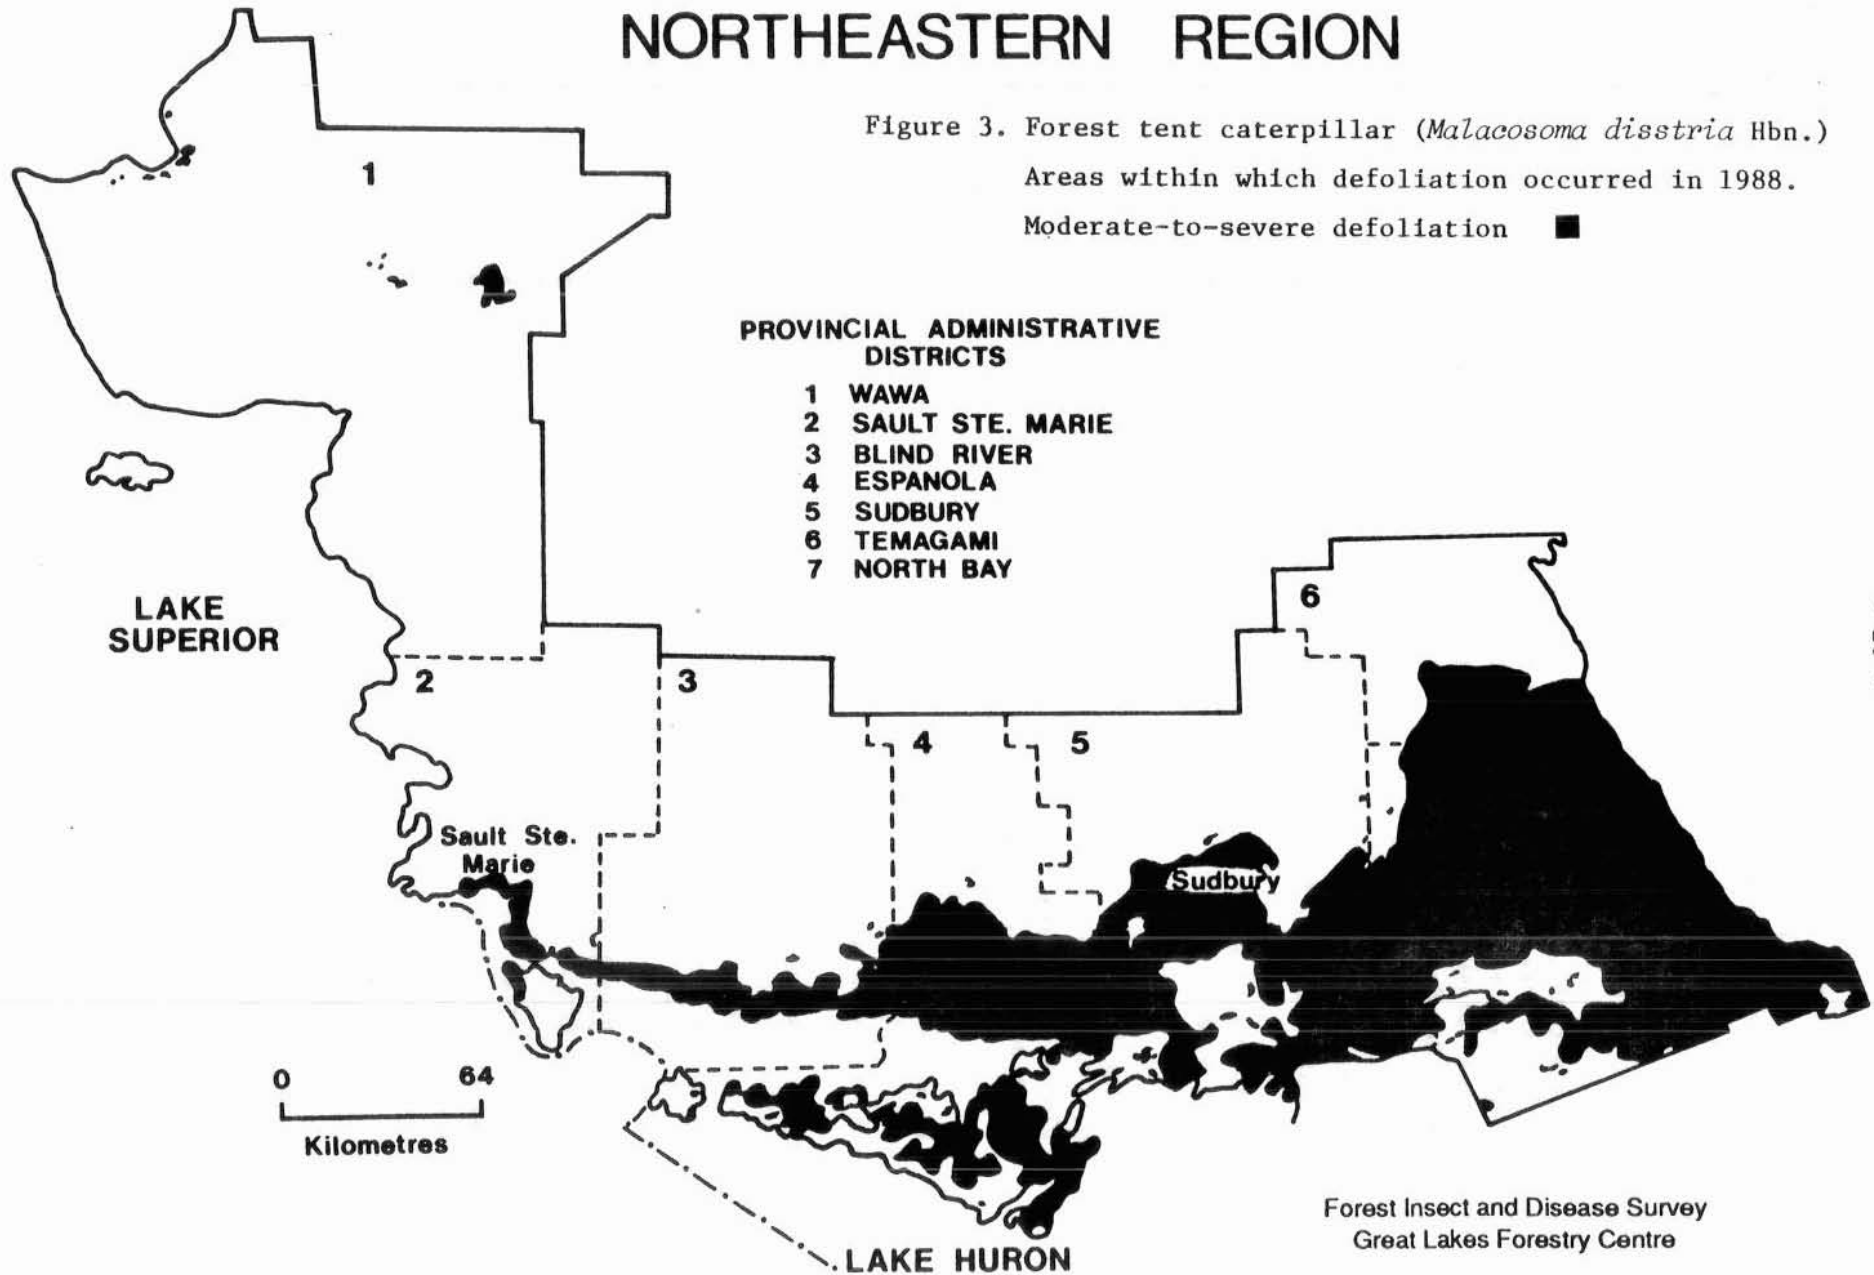 NORTHEASTERN REGION
Figure 3. Forest tent caterpillar (Malacosoma disstria Hbn.)
Areas within which defoliation occurred in 1988.
Moderate-to-severe defoliation
PROVINCIAL ADMINISTRATIVE
DISTRICTS
1 WAWA
2 SAULT STE. MARIE
3 BLIND RIVER
4 ESPANOLA
5 SUDBURY
6 TEMAGAMI
7 NORTH BAY
1
6
LAKE
SUPERIOR
2
3
4
5
Sault Ste.
Marie
Sudbury
0 64
Kilometres
LAKE HURON
Forest Insect and Disease Survey
Great Lakes Forestry Centre